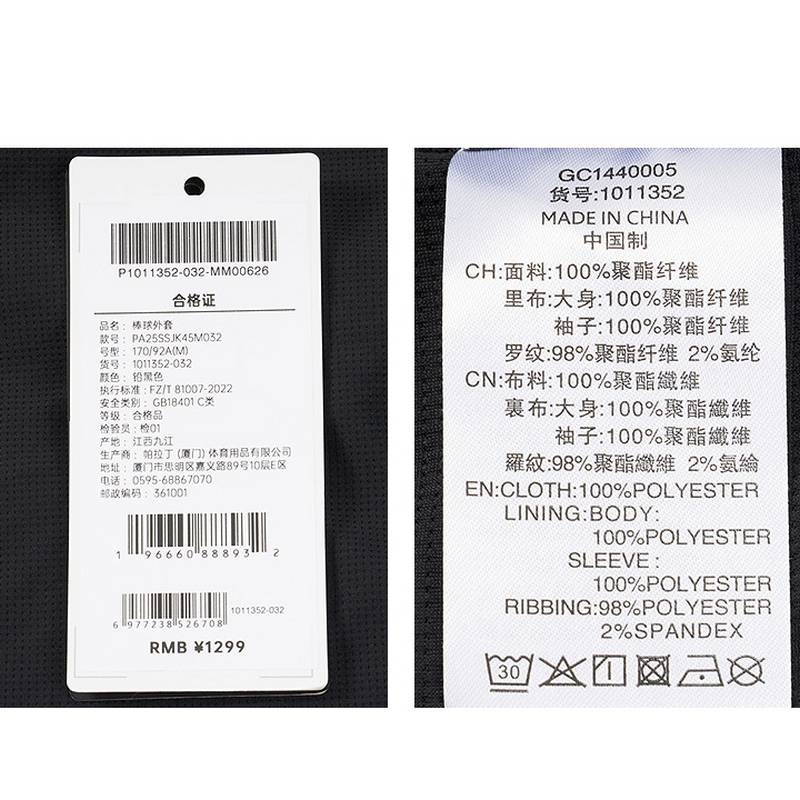 P1011352-032-MM00626
合格证
品名: 棒球外套
款号: PA25SSJK45M032
号型: 170/92A(M)
货号: 1011352-032
颜色: 铅黑色
执行标准: FZ/T 81007-2022
安全类别: GB18401 C类
等级: 合格品
检验员: 检01
产地: 江西九江
生产商: 帕拉丁 (厦门) 体育用品有限公司
地址: 厦门市思明区嘉义路89号10层E区
电话: 0595-68867070
邮政编码: 361001
1 96660 88893 2
6 977238 526708
1011352-032
RMB ¥1299
GC1440005
货号:1011352
MADE IN CHINA
中国制
CH:面料:100%聚酯纤维
里布:大身:100%聚酯纤维
袖子:100%聚酯纤维
罗纹:98%聚酯纤维 2%氨纶
CN:布料:100%聚酯纖維
裏布:大身:100%聚酯纖維
袖子:100%聚酯纖維
羅紋:98%聚酯纖維 2%氨綸
EN:CLOTH:100%POLYESTER
LINING:BODY:
100%POLYESTER
SLEEVE:
100%POLYESTER
RIBBING:98%POLYESTER
2%SPANDEX
30